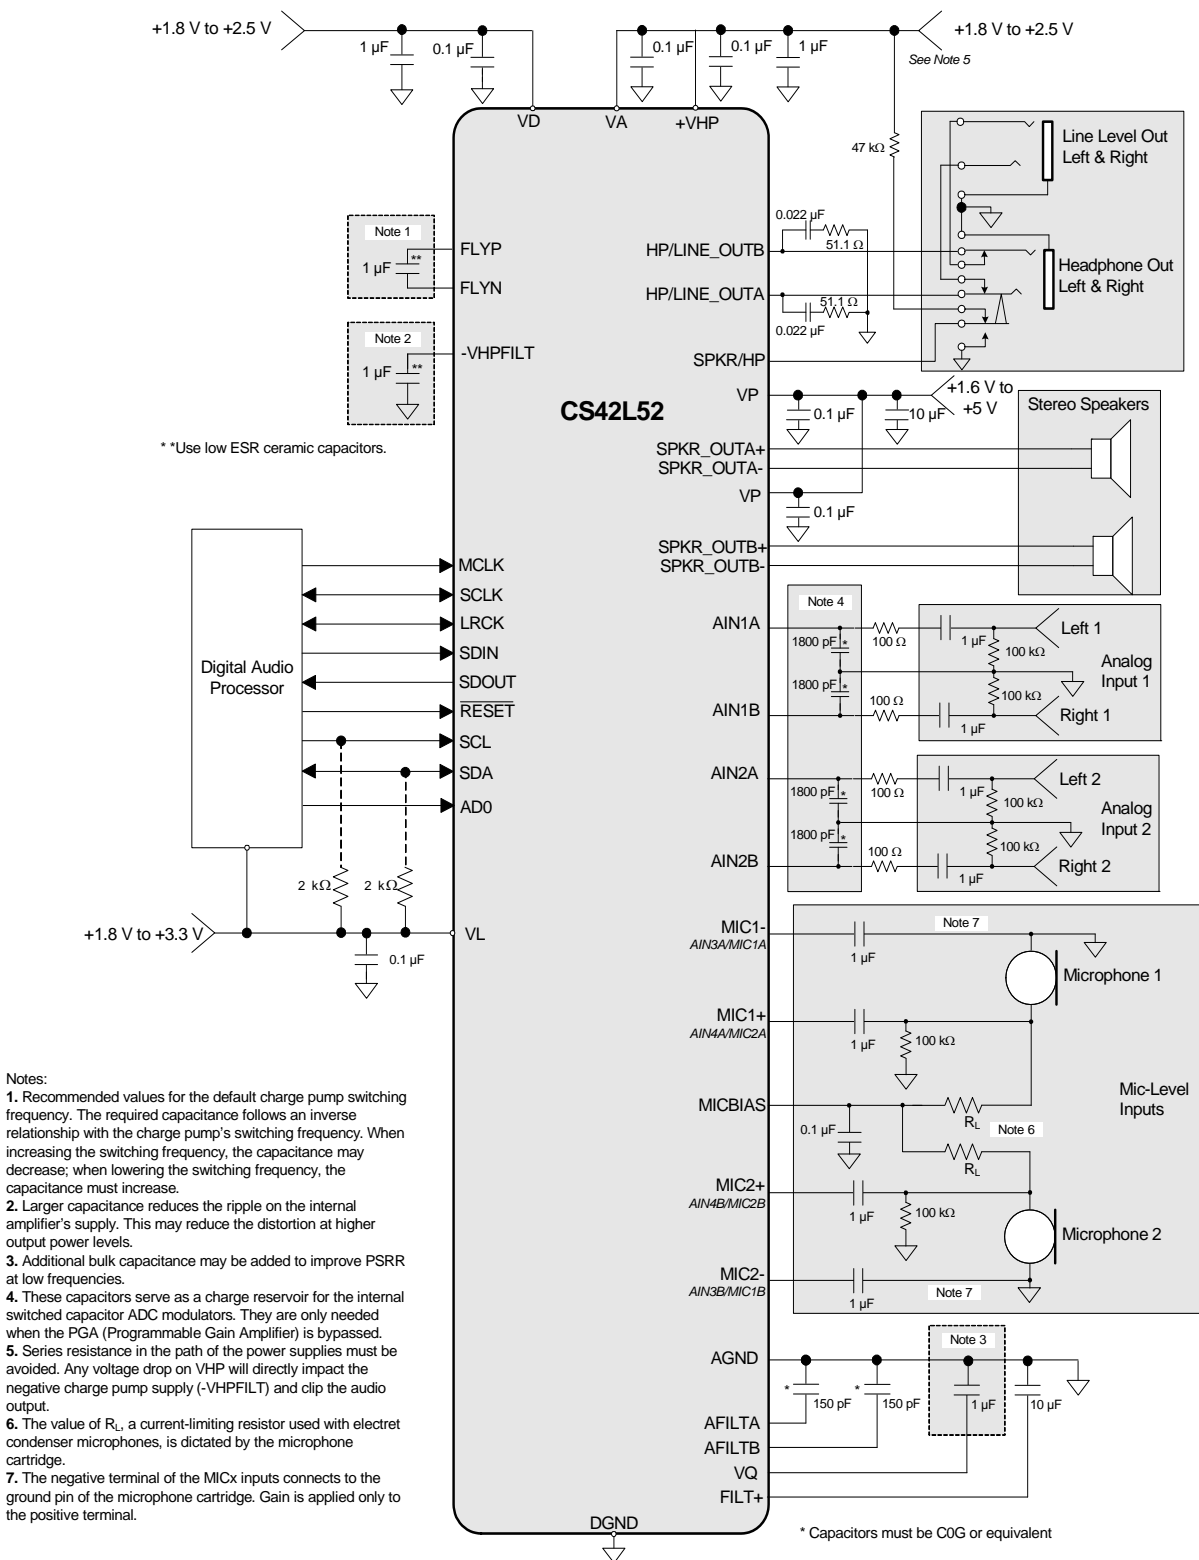 +1.8 V to +2.5 V
1 µF
0.1 µF
0.1 µF
0.1 µF
1 µF
+1.8 V to +2.5 V
See Note 5
VD
VA
+VHP
47 kΩ
Line Level Out
Left & Right
0.022 µF
51.1 Ω
HP/LINE_OUTB
Headphone Out
Left & Right
HP/LINE_OUTA
51.1 Ω
0.022 µF
SPKR/HP
Note 1
FLYP
1 µF
**
FLYN
Note 2
-VHPFILT
1 µF
**
* *Use low ESR ceramic capacitors.
CS42L52
VP
0.1 µF
10 µF
+1.6 V to
+5 V
Stereo Speakers
SPKR_OUTA+
SPKR_OUTA-
VP
0.1 µF
SPKR_OUTB+
SPKR_OUTB-
Digital Audio
Processor
MCLK
SCLK
LRCK
SDIN
SDOUT
RESET
SCL
SDA
AD0
2 kΩ
2 kΩ
+1.8 V to +3.3 V
VL
0.1 µF
Note 4
AIN1A
1800 pF
*
100 Ω
1 µF
Left 1
100 kΩ
Analog
Input 1
1800 pF
*
100 kΩ
AIN1B
100 Ω
1 µF
Right 1
AIN2A
1800 pF
*
100 Ω
1 µF
Left 2
100 kΩ
Analog
Input 2
1800 pF
*
100 kΩ
AIN2B
100 Ω
1 µF
Right 2
MIC1-
AIN3A/MIC1A
1 µF
Note 7
Microphone 1
MIC1+
AIN4A/MIC2A
1 µF
100 kΩ
MICBIAS
0.1 µF
RL
Note 6
RL
Mic-Level
Inputs
MIC2+
AIN4B/MIC2B
1 µF
100 kΩ
Microphone 2
MIC2-
AIN3B/MIC1B
1 µF
Note 7
AGND
Note 3
*
150 pF
*
150 pF
1 µF
10 µF
AFILTA
AFILTB
VQ
FILT+
DGND
* Capacitors must be C0G or equivalent
Notes:
1. Recommended values for the default charge pump switching
frequency. The required capacitance follows an inverse
relationship with the charge pump's switching frequency. When
increasing the switching frequency, the capacitance may
decrease; when lowering the switching frequency, the
capacitance must increase.
2. Larger capacitance reduces the ripple on the internal
amplifier's supply. This may reduce the distortion at higher
output power levels.
3. Additional bulk capacitance may be added to improve PSRR
at low frequencies.
4. These capacitors serve as a charge reservoir for the internal
switched capacitor ADC modulators. They are only needed
when the PGA (Programmable Gain Amplifier) is bypassed.
5. Series resistance in the path of the power supplies must be
avoided. Any voltage drop on VHP will directly impact the
negative charge pump supply (-VHPFILT) and clip the audio
output.
6. The value of RL, a current-limiting resistor used with electret
condenser microphones, is dictated by the microphone
cartridge.
7. The negative terminal of the MICx inputs connects to the
ground pin of the microphone cartridge. Gain is applied only to
the positive terminal.